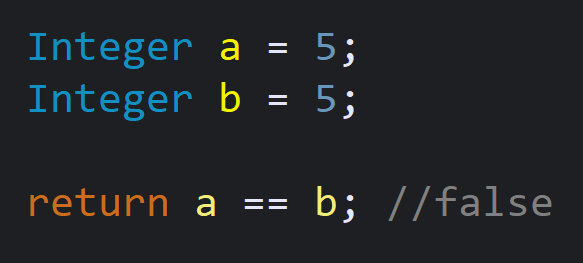 Integer a = 5;
Integer b = 5;
return a == b; //false